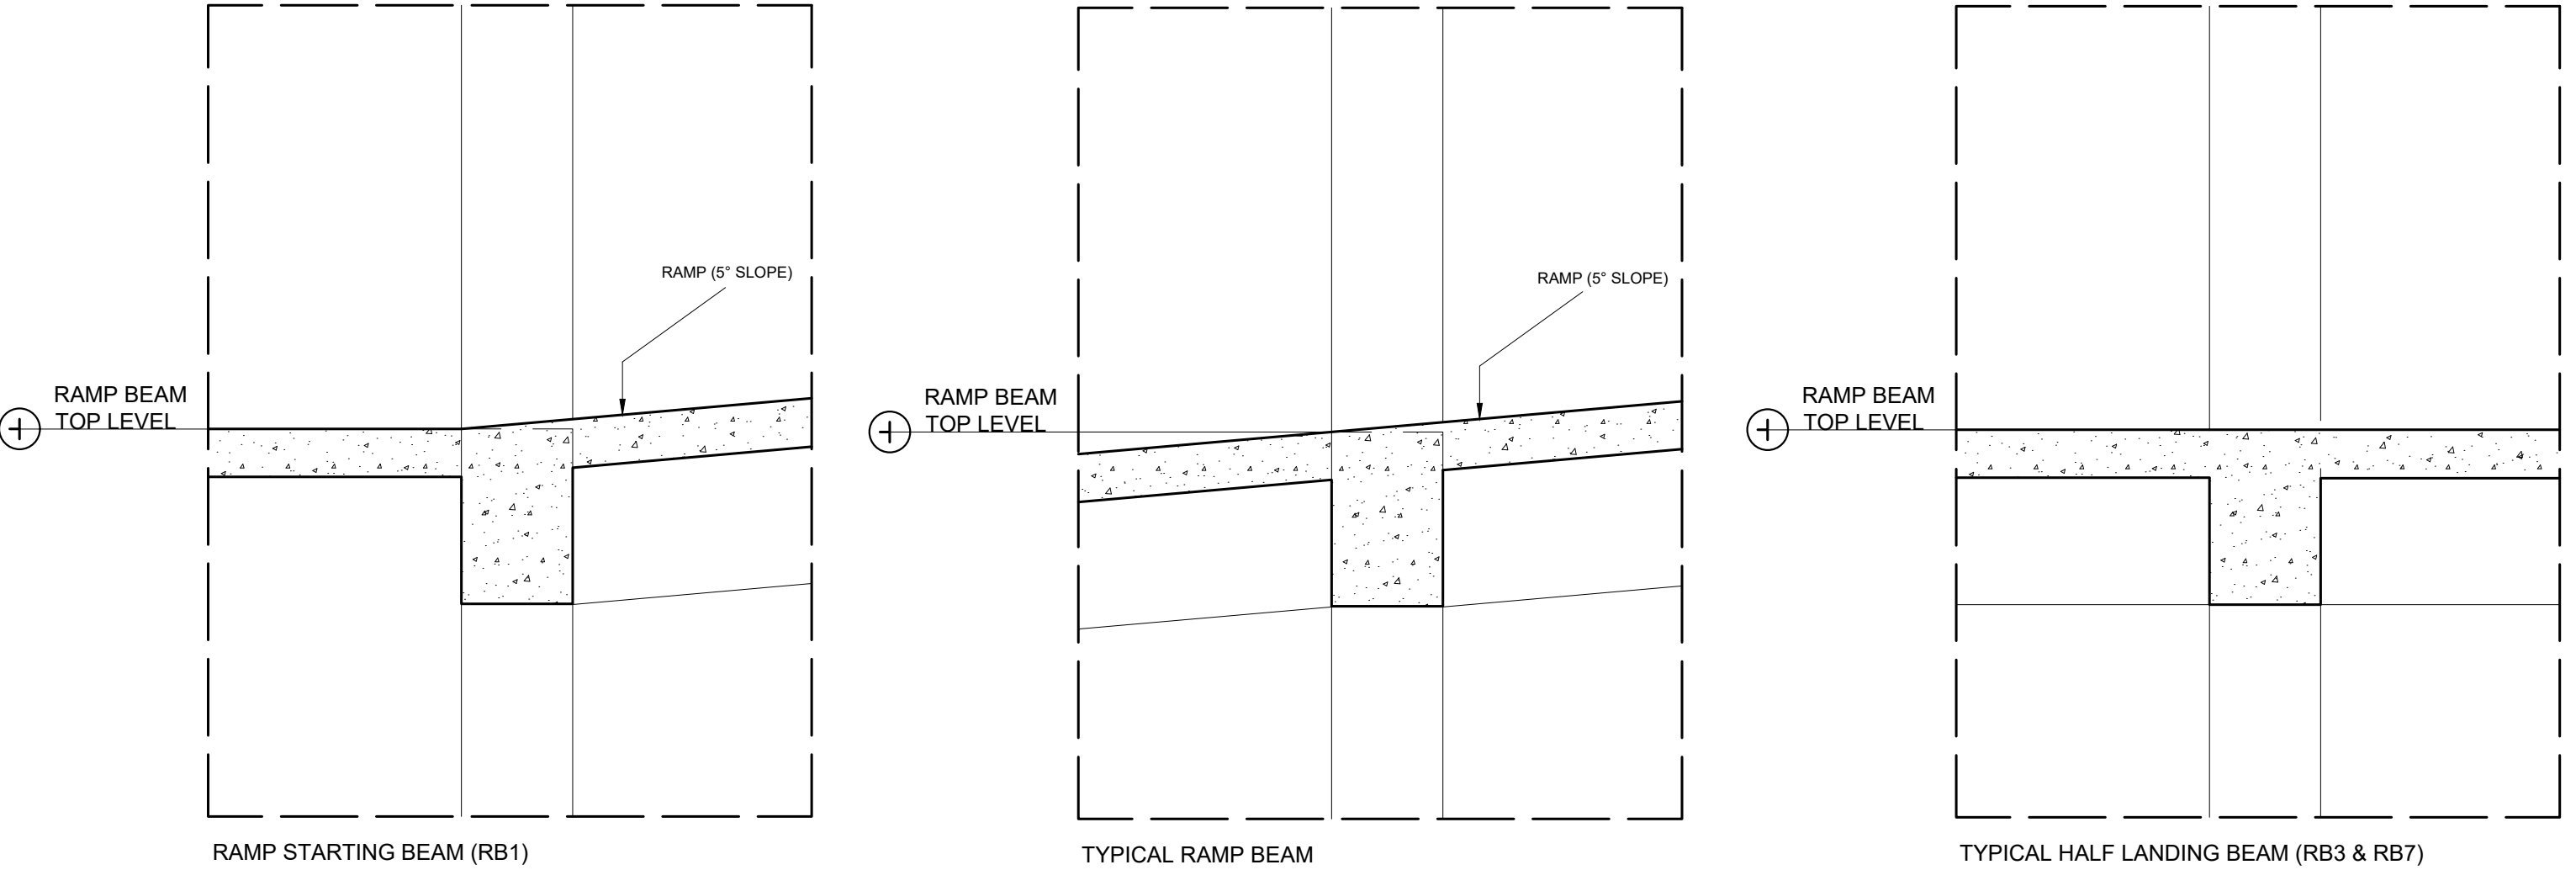 RAMP (5° SLOPE)
RAMP BEAM
TOP LEVEL
RAMP STARTING BEAM (RB1)
RAMP (5° SLOPE)
RAMP BEAM
TOP LEVEL
TYPICAL RAMP BEAM
RAMP BEAM
TOP LEVEL
TYPICAL HALF LANDING BEAM (RB3 & RB7)